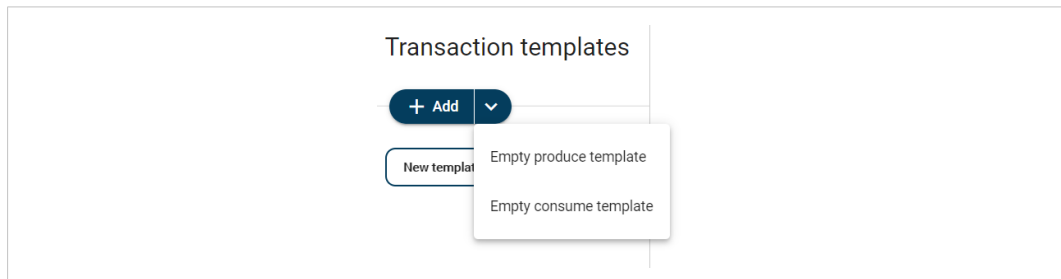 Transaction templates
+ Add
Empty produce template
New templat
Empty consume template